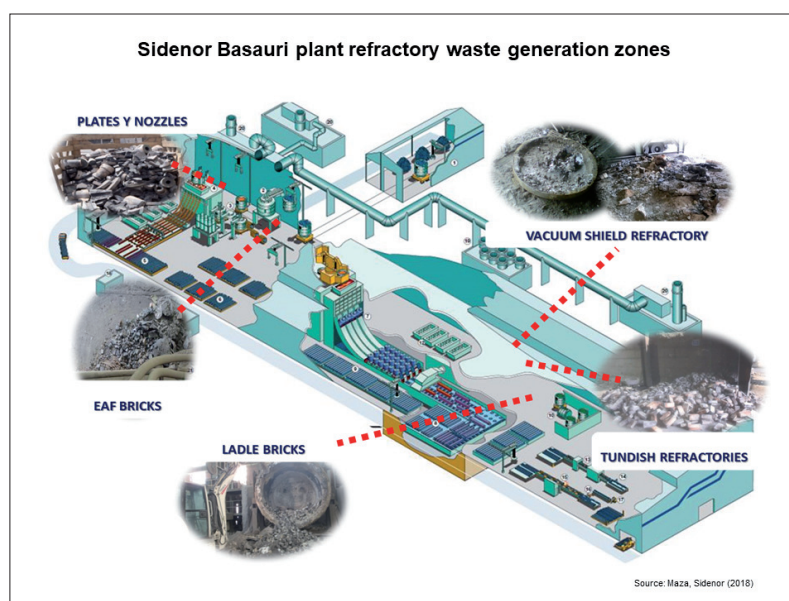 Sidenor Basauri plant refractory waste generation zones
PLATES Y NOZZLES
VACUUM SHIELD REFRACTORY
EAF BRICKS
LADLE BRICKS
TUNDISH REFRACTORIES
Source: Maza, Sidenor (2018)